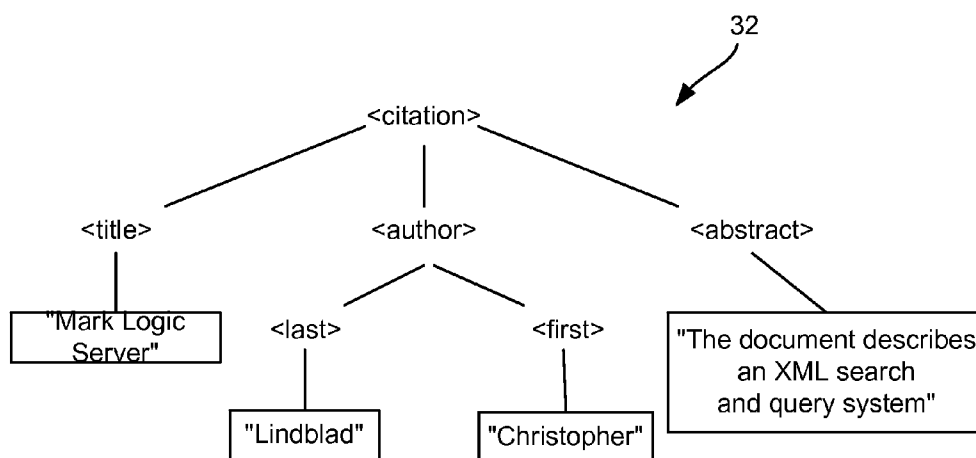 32
<citation>
<title>
<author>
<abstract>
"Mark Logic
Server"
<last>
<first>
"The document describes
an XML search
and query system"
"Lindblad"
"Christopher"